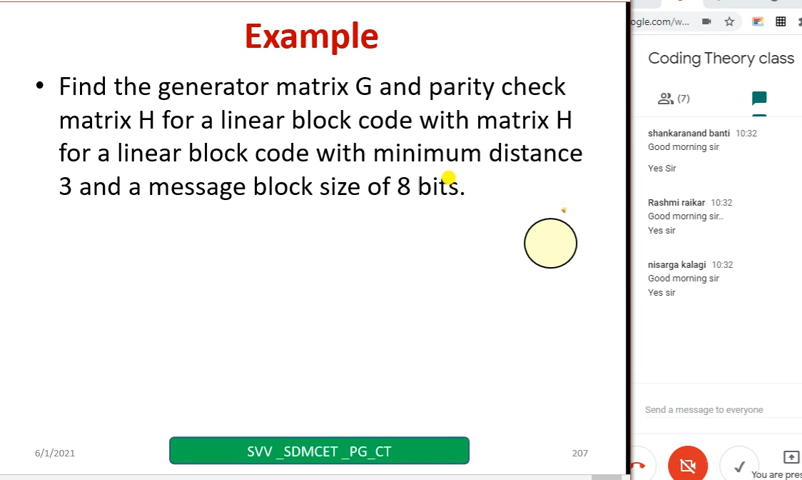 Example
• Find the generator matrix G and parity check
matrix H for a linear block code with matrix H
for a linear block code with minimum distance
3 and a message block size of 8 bits.
6/1/2021
SVV _SDMCET _PG_CT
207
ogle.com/w...
Coding Theory class
(7)
shankaranand banti 10:32
Good morning sir
Yes Sir
Rashmi raikar 10:32
Good morning sir..
Yes sir
nisarga kalagi 10:32
Good morning sir
Yes sir
Send a message to everyone
You are pres